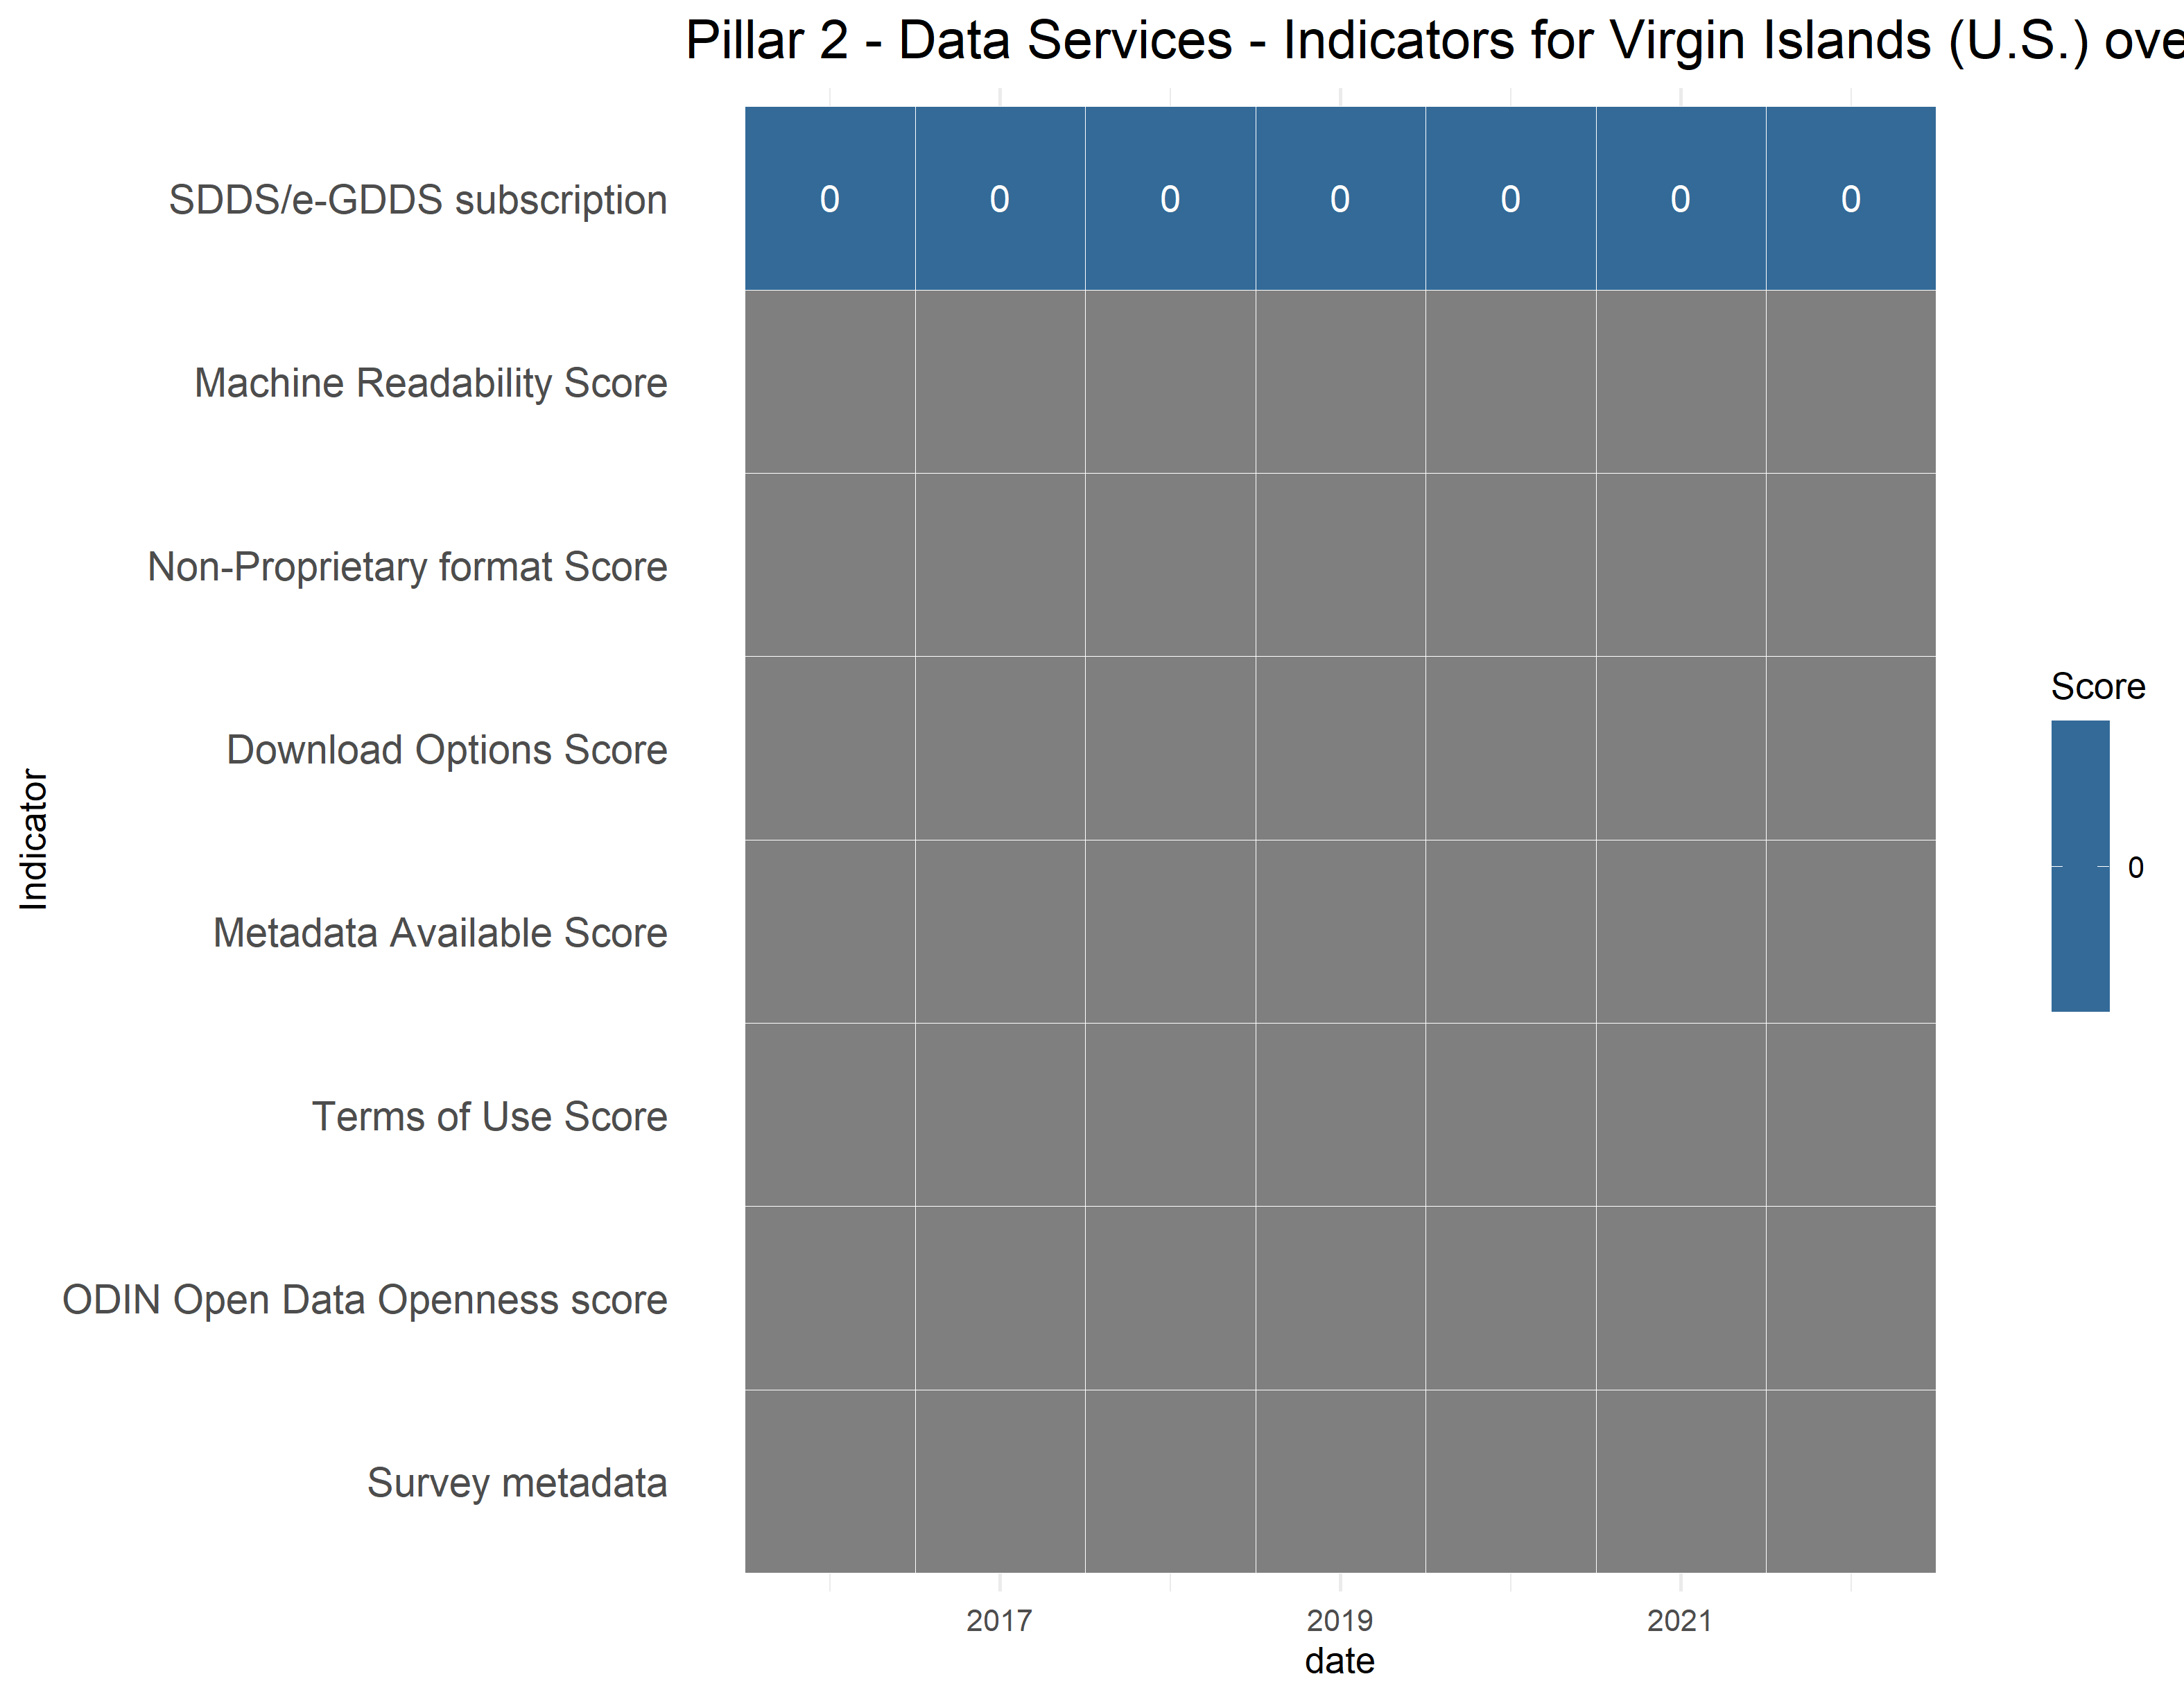 Pillar 2 - Data Services - Indicators for Virgin Islands (U.S.) ove
SDDS/e-GDDS subscription
0 0 0 0 0 0 0
Machine Readability Score
Non-Proprietary format Score
Download Options Score
Metadata Available Score
Terms of Use Score
ODIN Open Data Openness score
Survey metadata
Indicator
2017 2019 2021
date
Score
0